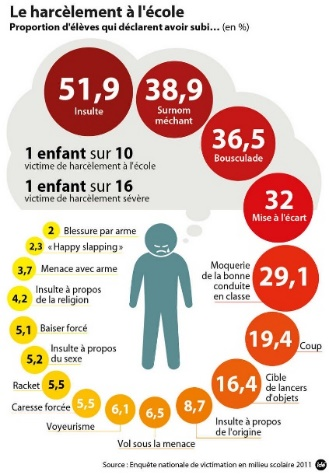 Le harcèlement à l'école
Proportion d'élèves qui déclarent avoir subi... (en %)
51,9
Insulte
38,9
Surnom
méchant
36,5
Bousculade
32
Mise à l'écart
1 enfant sur 10
victime de harcèlement à l'école
1 enfant sur 16
victime de harcèlement sévère
29,1
Moquerie
de la bonne
conduite
en classe
19,4
Coup
16,4
Cible
de lancers
d'objets
8,7
Insulte à propos
de l'origine
6,5
Vol sous la menace
6,1
Voyeurisme
5,5
Caresse forcée
5,5
Racket
5,2
Insulte à propos
du sexe
5,1
Baiser forcé
4,2
Insulte à propos
de la religion
3,7
Menace avec arme
2,3
« Happy slapping »
2
Blessure par arme
Source : Enquête nationale de victimation en milieu scolaire 2011
ide